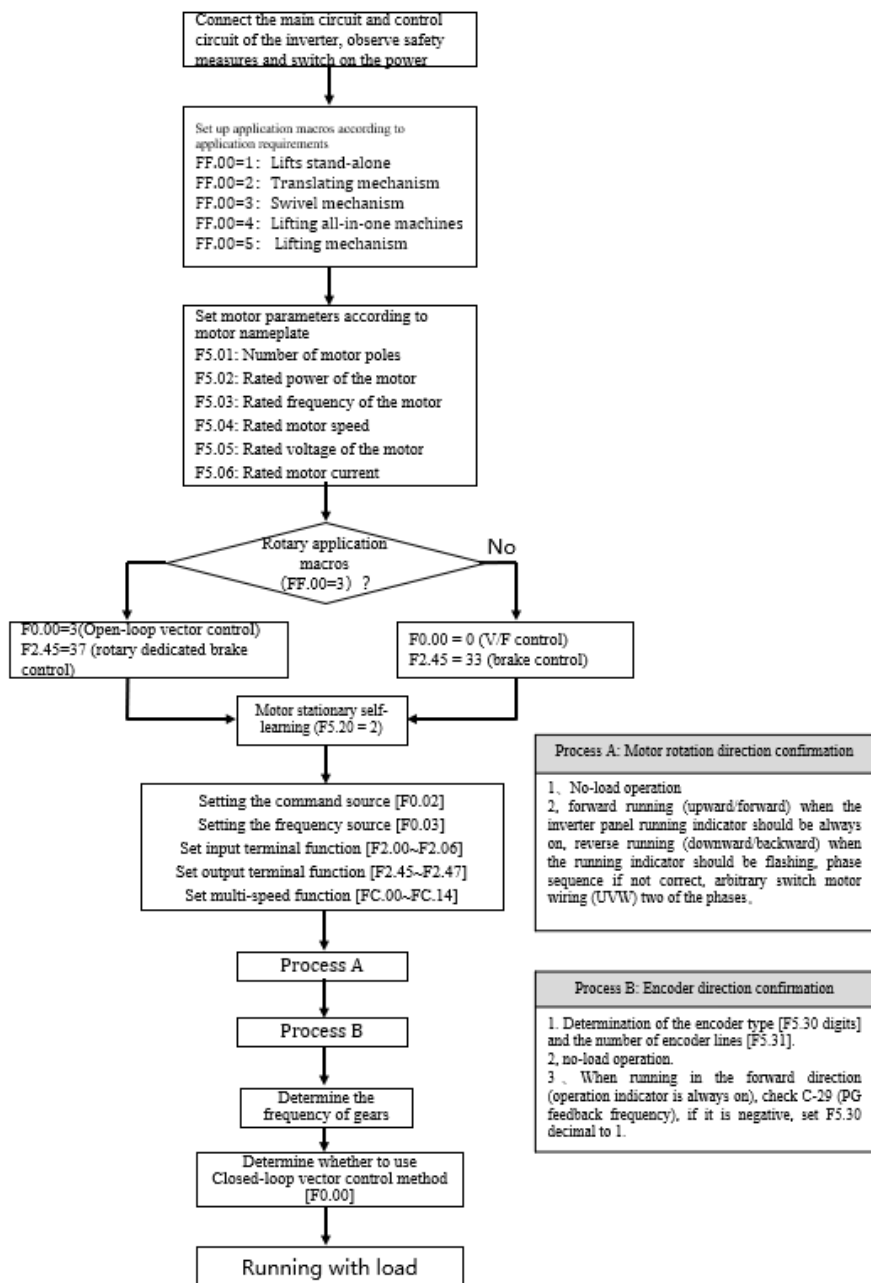 Connect the main circuit and control
circuit of the inverter, observe safety
measures and switch on the power
Set up application macros according to
application requirements
FF.00=1: Lifts stand-alone
FF.00=2: Translating mechanism
FF.00=3: Swivel mechanism
FF.00=4: Lifting all-in-one machines
FF.00=5: Lifting mechanism
Set motor parameters according to
motor nameplate
F5.01: Number of motor poles
F5.02: Rated power of the motor
F5.03: Rated frequency of the motor
F5.04: Rated motor speed
F5.05: Rated voltage of the motor
F5.06: Rated motor current
Rotary application
macros
(FF.00=3) ?
No
F0.00=3(Open-loop vector control)
F2.45=37 (rotary dedicated brake
control)
F0.00 = 0 (V/F control)
F2.45 = 33 (brake control)
Motor stationary self-
learning (F5.20 = 2)
Setting the command source [F0.02]
Setting the frequency source [F0.03]
Set input terminal function [F2.00~F2.06]
Set output terminal function [F2.45~F2.47]
Set multi-speed function [FC.00~FC.14]
Process A
Process B
Determine the
frequency of gears
Determine whether to use
Closed-loop vector control method
[F0.00]
Running with load
Process A: Motor rotation direction confirmation
1、No-load operation
2, forward running (upward/forward) when the
inverter panel running indicator should be always
on, reverse running (downward/backward) when
the running indicator should be flashing, phase
sequence if not correct, arbitrary switch motor
wiring (UVW) two of the phases。
Process B: Encoder direction confirmation
1. Determination of the encoder type [F5.30 digits]
and the number of encoder lines [F5.31].
2, no-load operation.
3 、 When running in the forward direction
(operation indicator is always on), check C-29 (PG
feedback frequency), if it is negative, set F5.30
decimal to 1.